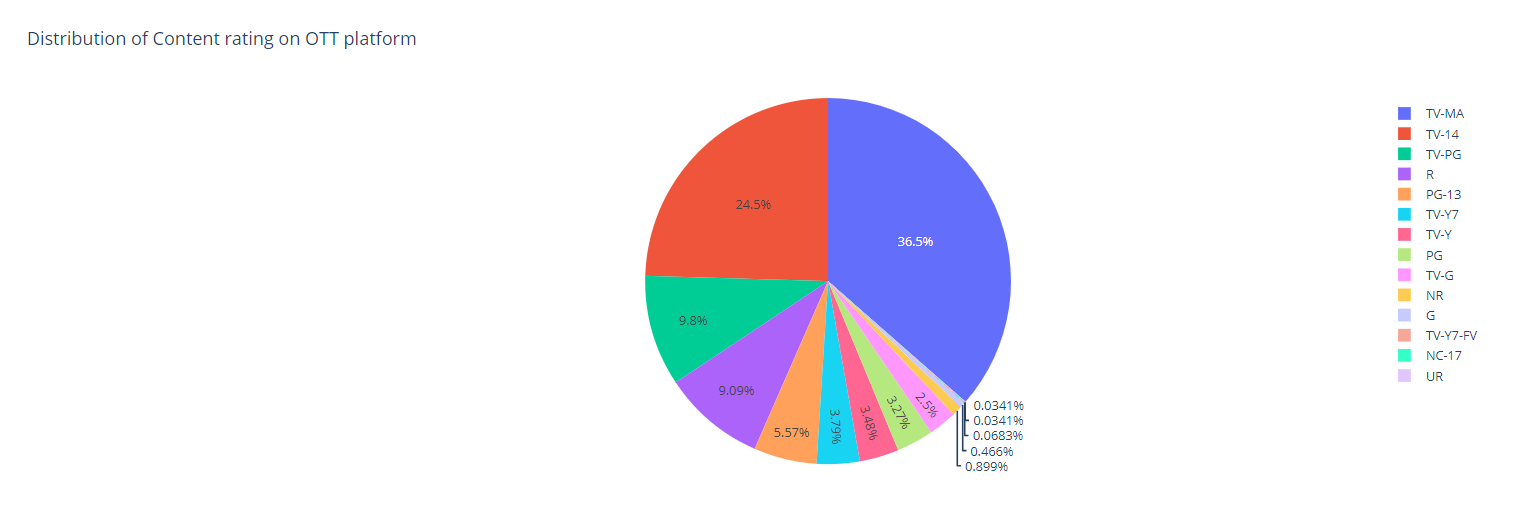 Distribution of Content rating on OTT platform
36.5%
24.5%
9.8%
9.09%
5.57%
3.79%
3.48%
3.27%
2.5%
0.0341%
0.0341%
0.0683%
0.466%
0.899%
TV-MA
TV-14
TV-PG
R
PG-13
TV-Y7
TV-Y
PG
TV-G
NR
G
TV-Y7-FV
NC-17
UR